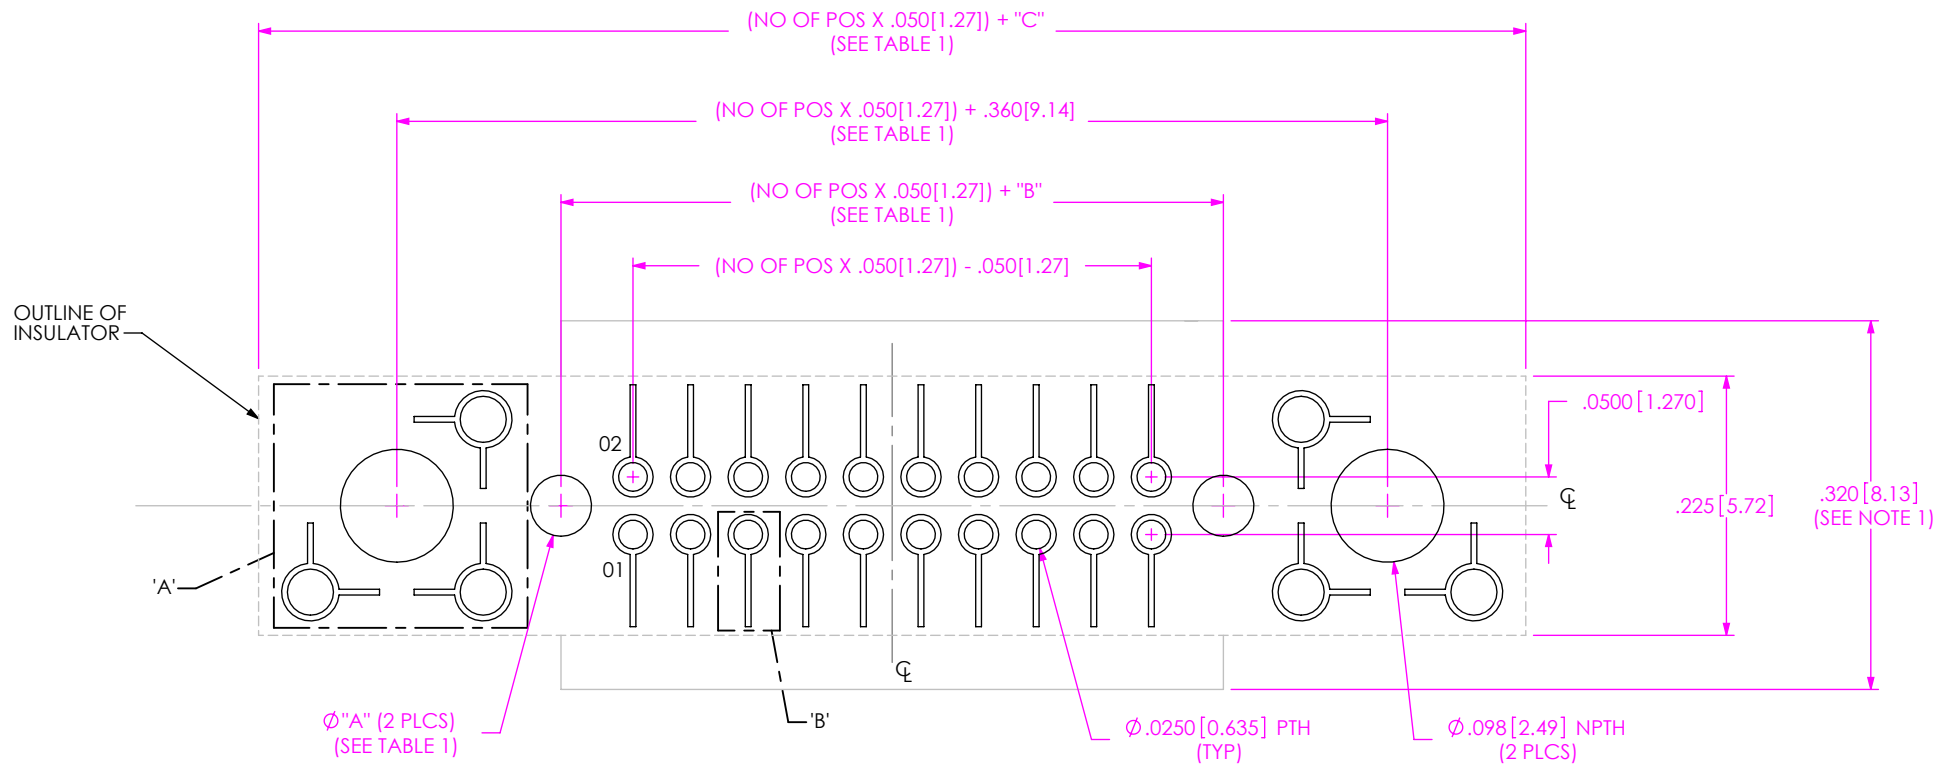 (NO OF POS X .050[1.27]) + "C"
(SEE TABLE 1)
(NO OF POS X .050[1.27]) + .360[9.14]
(SEE TABLE 1)
(NO OF POS X .050[1.27]) + "B"
(SEE TABLE 1)
(NO OF POS X .050[1.27]) - .050[1.27]
OUTLINE OF
INSULATOR
.0500[1.270]
02
℄
.225[5.72]
.320[8.13]
(SEE NOTE 1)
01
'A'
℄
Ø"A" (2 PLCS)
(SEE TABLE 1)
'B'
Ø.0250[0.635] PTH
(TYP)
Ø.098[2.49] NPTH
(2 PLCS)